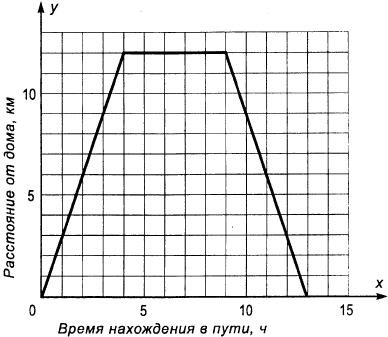 y
Расстояние от дома, км
10
5
x
0
5
10
15
Время нахождения в пути, ч